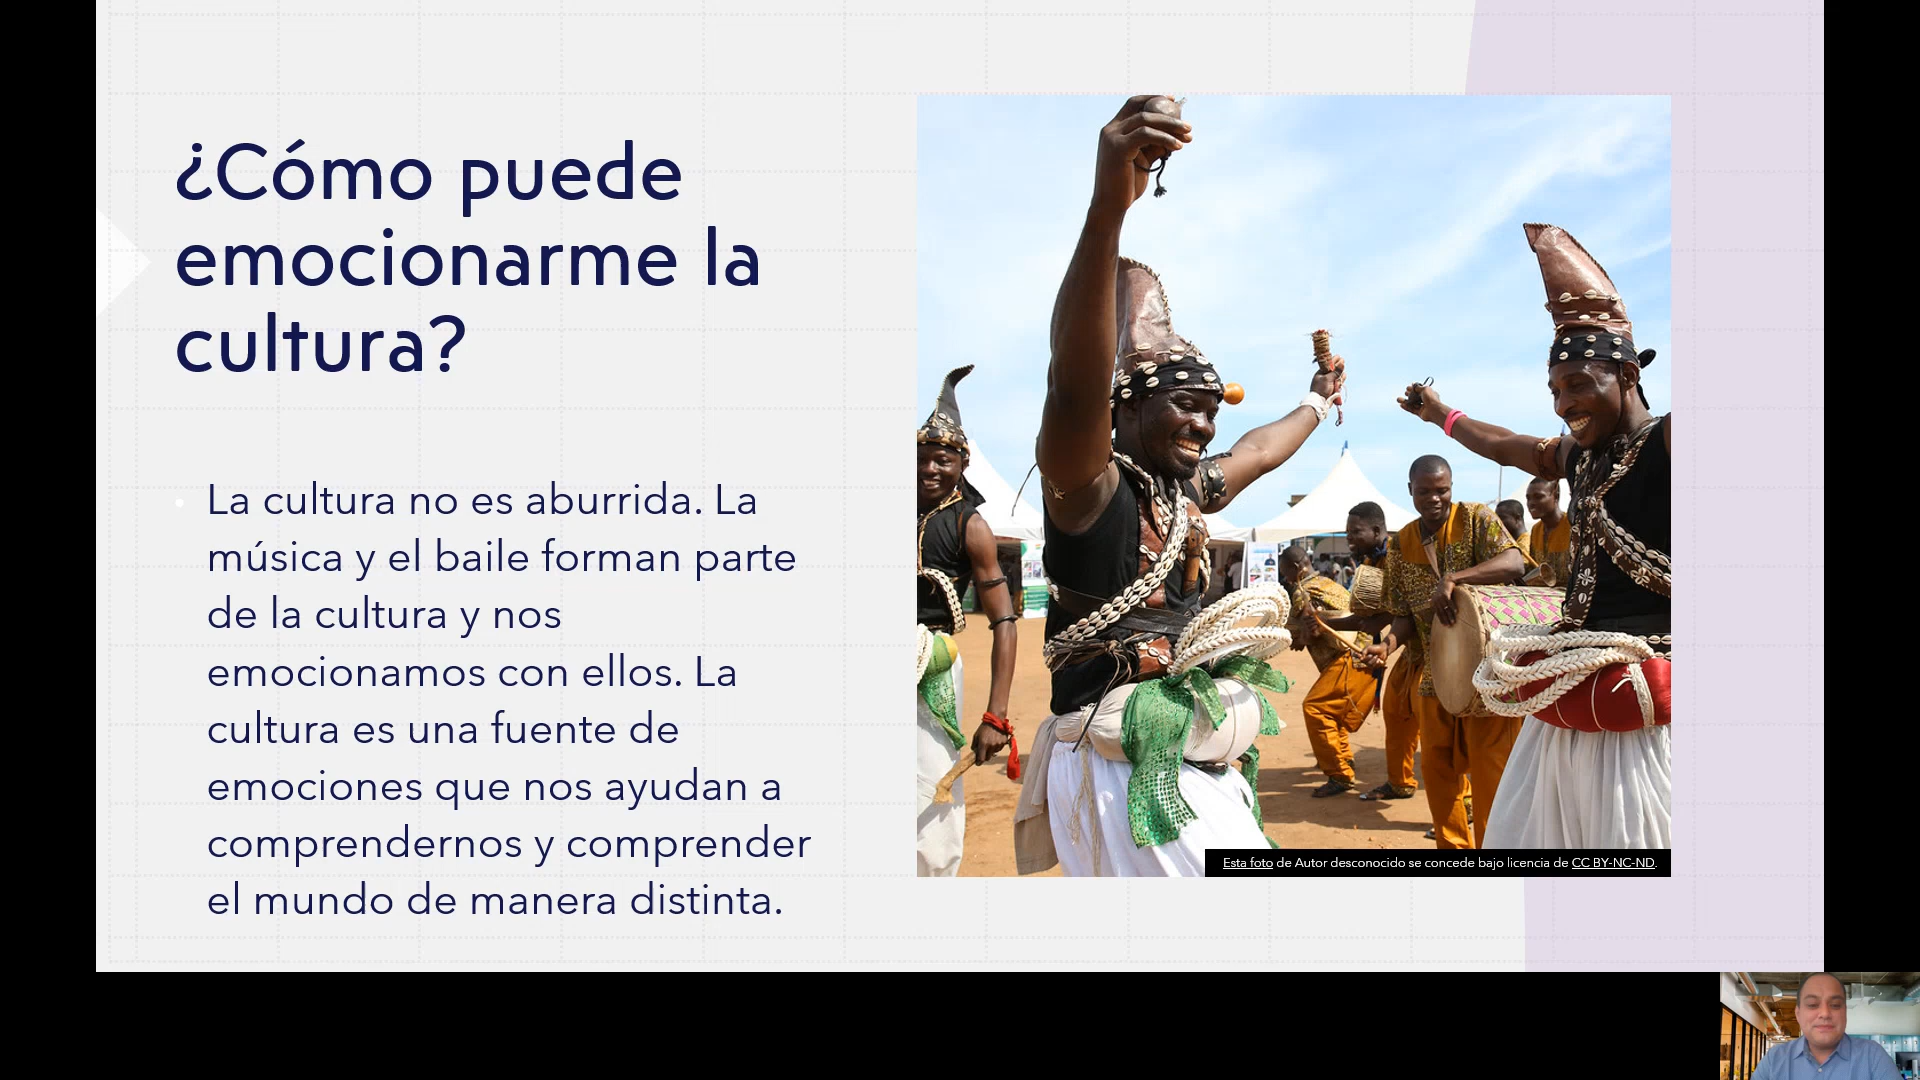 ¿Cómo puede
emocionarme la
cultura?
La cultura no es aburrida. La
música y el baile forman parte
de la cultura y nos
emocionamos con ellos. La
cultura es una fuente de
emociones que nos ayudan a
comprendernos y comprender
el mundo de manera distinta.
Esta foto de Autor desconocido se concede bajo licencia de CC BY-NC-ND.